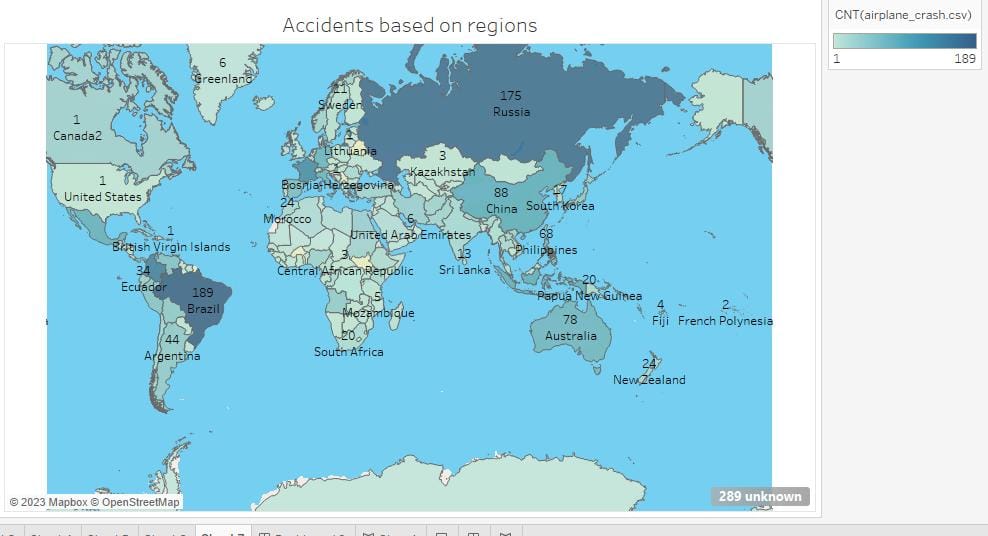 Accidents based on regions
CNT(airplane_crash.csv)
1 189
6
Greenland
11
Sweden
175
Russia
1
Canada2
Lithuania
3
Kazakhstan
1
United States
Bosnia-Herzegovina
88
China
17
South Korea
24
Morocco
6
United Arab Emirates
68
Philippines
1
British Virgin Islands
3
Central African Republic
13
Sri Lanka
34
Ecuador
189
Brazil
20
Papua New Guinea
5
Mozambique
4
Fiji
2
French Polynesia
78
Australia
44
Argentina
20
South Africa
24
New Zealand
© 2023 Mapbox © OpenStreetMap
289 unknown